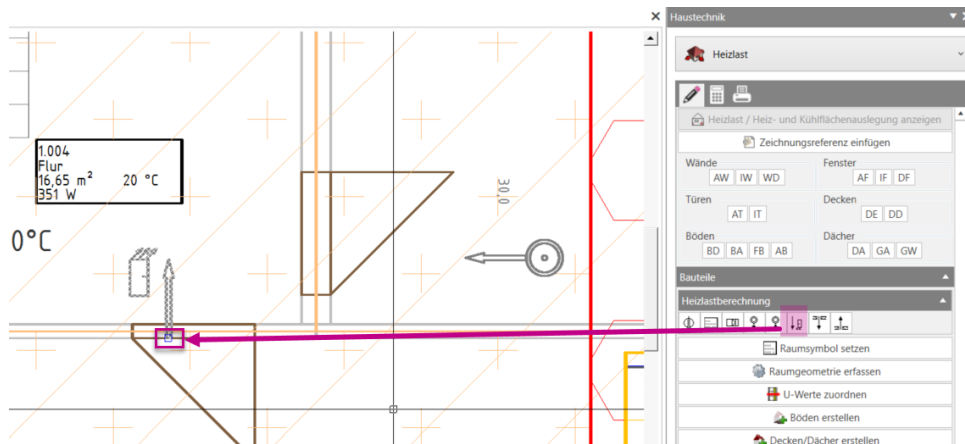 Haustechnik
Heizlast
Heizlast / Heiz- und Kühlflächenauslegung anzeigen
Zeichnungsreferenz einfügen
Wände
AW IW WD
Fenster
AF IF DF
Türen
AT IT
Decken
DE DD
Böden
BD BA FB AB
Dächer
DA GA GW
Bauteile
Heizlastberechnung
Raumsymbol setzen
Raumgeometrie erfassen
U-Werte zuordnen
Böden erstellen
Decken/Dächer erstellen
1.004
Flur
16,65 m² 20 °C
351 W
0°C
30,0